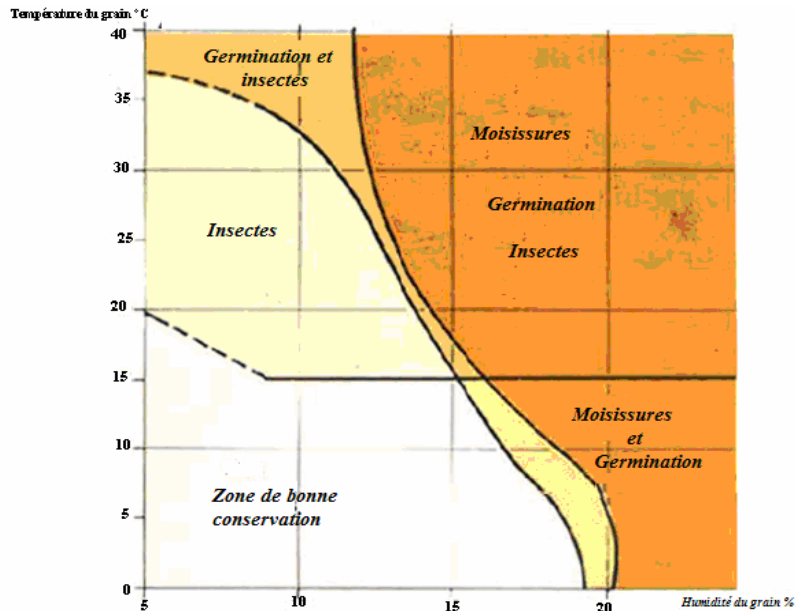 Température du grain °C
40
Germination et
insectes
35
Moisissures
30
Germination
Insectes
Insectes
25
20
15
Moisissures
et
Germination
10
Zone de bonne
conservation
5
0
5
10
15
20
Humidité du grain %